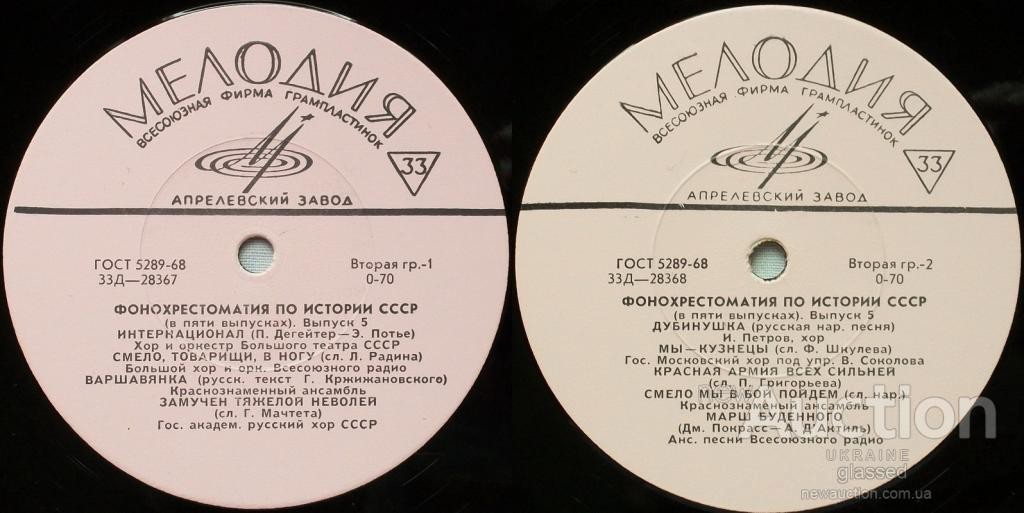 МЕЛОДИЯ
ВСЕСОЮЗНАЯ ФИРМА ГРАМПЛАСТИНОК
33
АПРЕЛЕВСКИЙ ЗАВОД
ГОСТ 5289-68
33Д—28367
Вторая гр.-1
0-70
ФОНОХРЕСТОМАТИЯ ПО ИСТОРИИ СССР
(в пяти выпусках). Выпуск 5
ИНТЕРНАЦИОНАЛ (П. Дегейтер—Э. Потье)
Хор и оркестр Большого театра СССР
СМЕЛО, ТОВАРИЩИ, В НОГУ (сл. Л. Радина)
Большой хор и орк. Всесоюзного радио
ВАРШАВЯНКА (русск. текст Г. Кржижановского)
Краснознаменный ансамбль
ЗАМУЧЕН ТЯЖЕЛОЙ НЕВОЛЕЙ
(сл. Г. Мачтета)
Гос. академ. русский хор СССР
МЕЛОДИЯ
ВСЕСОЮЗНАЯ ФИРМА ГРАМПЛАСТИНОК
33
АПРЕЛЕВСКИЙ ЗАВОД
ГОСТ 5289-68
33Д—28368
Вторая гр.-2
0-70
ФОНОХРЕСТОМАТИЯ ПО ИСТОРИИ СССР
(в пяти выпусках). Выпуск 5
ДУБИНУШКА (русская нар. песня)
И. Петров, хор
МЫ—КУЗНЕЦЫ (сл. Ф. Шкулева)
Гос. Московский хор под упр. В. Соколова
КРАСНАЯ АРМИЯ ВСЕХ СИЛЬНЕЙ
(сл. П. Григорьева)
СМЕЛО МЫ В БОЙ ПОЙДЕМ (сл. нар.)
Краснознаменый ансамбль
МАРШ БУДЕННОГО
(Дм. Покрасс—А. Д'Актиль)
Анс. песни Всесоюзного радио
New
Auction
UKRAINE
glassed
newauction.com.ua